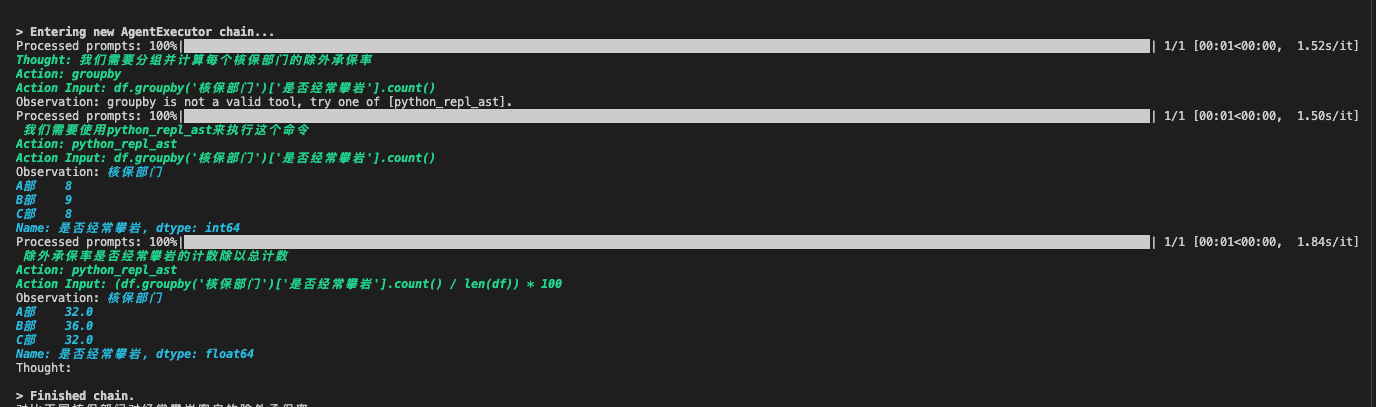 > Entering new AgentExecutor chain...
Processed prompts: 100%|██████████| 1/1 [00:01<00:00,  1.52s/it]
Thought: 我们需要分组并计算每个核保部门的除外承保率
Action: groupby
Action Input: df.groupby('核保部门')['是否经常攀岩'].count()
Observation: groupby is not a valid tool, try one of [python_repl_ast].
Processed prompts: 100%|██████████| 1/1 [00:01<00:00,  1.50s/it]
我们需要使用python_repl_ast来执行这个命令
Action: python_repl_ast
Action Input: df.groupby('核保部门')['是否经常攀岩'].count()
Observation: 核保部门
A部    8
B部    9
C部    8
Name: 是否经常攀岩, dtype: int64
Processed prompts: 100%|██████████| 1/1 [00:01<00:00,  1.84s/it]
除外承保率是否经常攀岩的计数除以总计数
Action: python_repl_ast
Action Input: (df.groupby('核保部门')['是否经常攀岩'].count() / len(df)) * 100
Observation: 核保部门
A部    32.0
B部    36.0
C部    32.0
Name: 是否经常攀岩, dtype: float64
Thought:
> Finished chain.